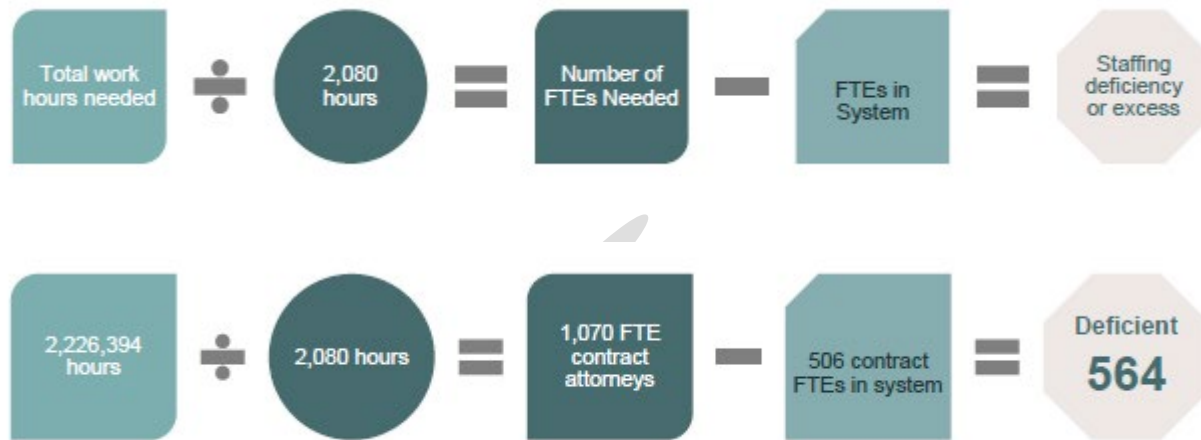 Total work
hours needed
÷
2,080
hours
=
Number of
FTEs Needed
−
FTEs in
System
=
Staffing
deficiency
or excess
2,226,394
hours
÷
2,080 hours
=
1,070 FTE
contract
attorneys
−
506 contract
FTEs in system
=
Deficient
564